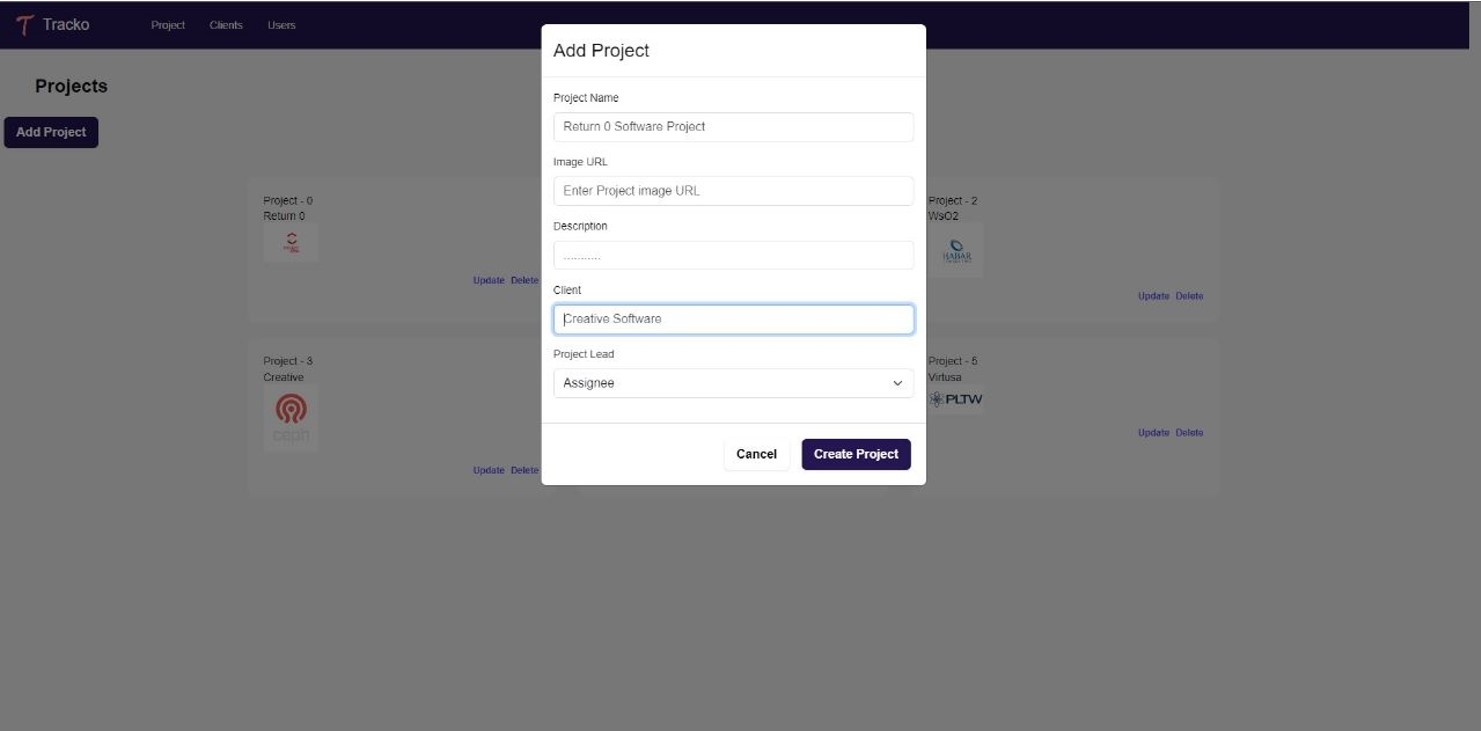 Tracko
Project
Clients
Users
Projects
Add Project
Project - 0
Return 0
Update Delete
Project - 2
WsO2
HABAR
Update Delete
Project - 3
Creative
ceph
Update Delete
Project - 5
Virtusa
PLTW
Update Delete
Add Project
Project Name
Return 0 Software Project
Image URL
Enter Project image URL
Description
...........
Client
Creative Software
Project Lead
Assignee
Cancel
Create Project